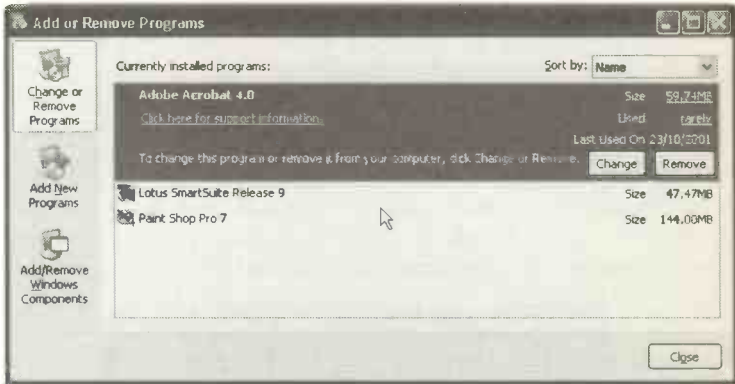 Add or Remove Programs
Change or
Remove
Programs
Add New
Programs
Add/Remove
Windows
Components
Currently installed programs:
Sort by: Name
Adobe Acrobat 4.0
Size 59.74MB
Click here for support information.
Used rarely
Last Used On 23/10/2001
To change this program or remove it from your computer, click Change or Remove.
Change Remove
Lotus SmartSuite Release 9
Size 47.47MB
Paint Shop Pro 7
Size 144.00MB
Close